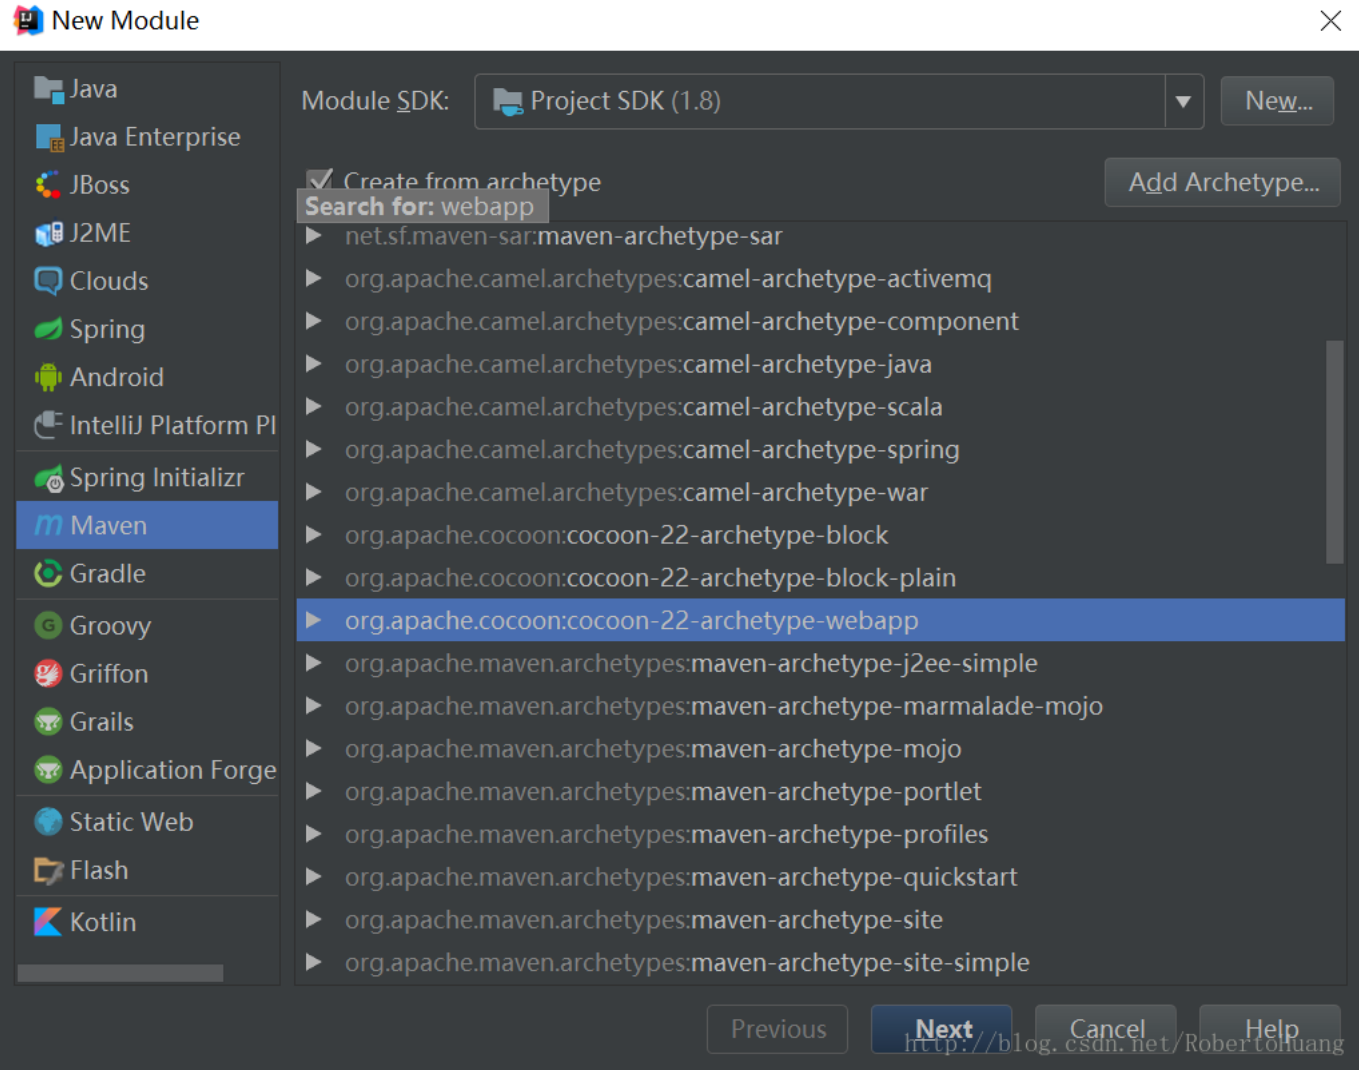 New Module
Java
Java Enterprise
JBoss
J2ME
Clouds
Spring
Android
IntelliJ Platform Pl
Spring Initializr
Maven
Gradle
Groovy
Griffon
Grails
Application Forge
Static Web
Flash
Kotlin
Module SDK: Project SDK (1.8) New...
Create from archetype Add Archetype...
Search for: webapp
net.sf.maven-sar:maven-archetype-sar
org.apache.camel.archetypes:camel-archetype-activemq
org.apache.camel.archetypes:camel-archetype-component
org.apache.camel.archetypes:camel-archetype-java
org.apache.camel.archetypes:camel-archetype-scala
org.apache.camel.archetypes:camel-archetype-spring
org.apache.camel.archetypes:camel-archetype-war
org.apache.cocoon:cocoon-22-archetype-block
org.apache.cocoon:cocoon-22-archetype-block-plain
org.apache.cocoon:cocoon-22-archetype-webapp
org.apache.maven.archetypes:maven-archetype-j2ee-simple
org.apache.maven.archetypes:maven-archetype-marmalade-mojo
org.apache.maven.archetypes:maven-archetype-mojo
org.apache.maven.archetypes:maven-archetype-portlet
org.apache.maven.archetypes:maven-archetype-profiles
org.apache.maven.archetypes:maven-archetype-quickstart
org.apache.maven.archetypes:maven-archetype-site
org.apache.maven.archetypes:maven-archetype-site-simple
Previous Next Cancel Help
http://blog.csdn.net/RobertoHuang